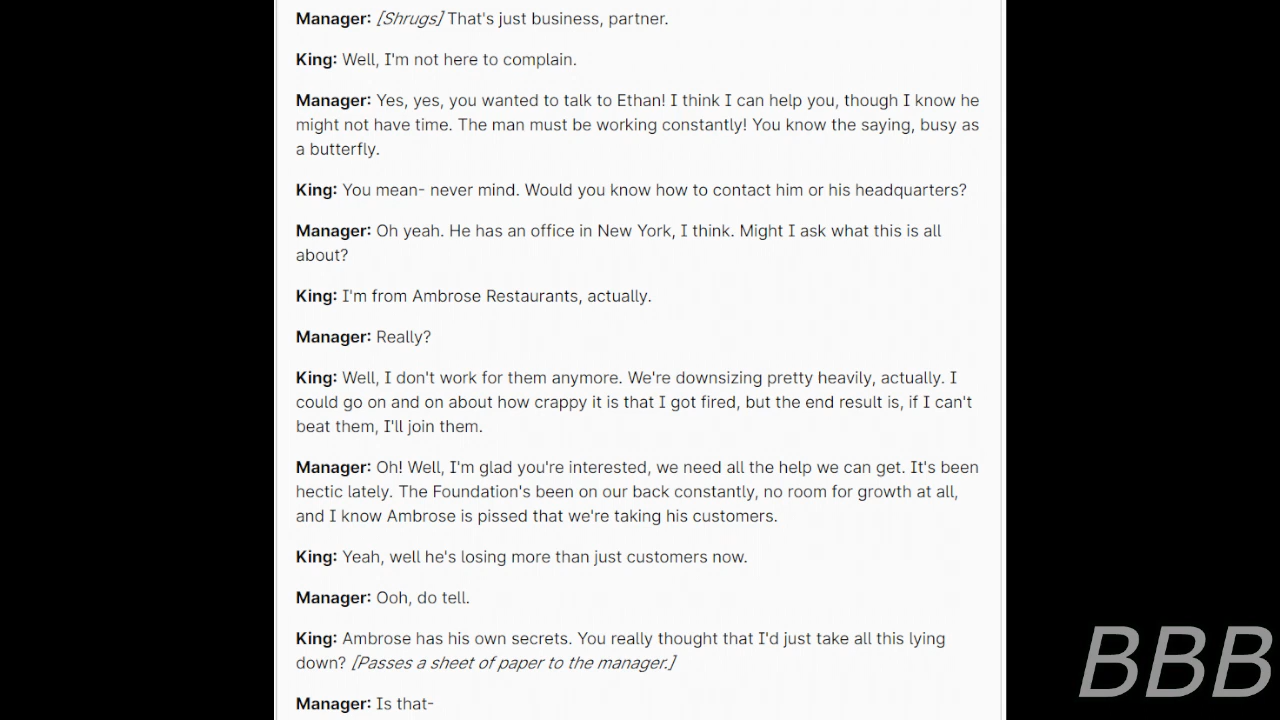 Manager: [Shrugs] That's just business, partner.
King: Well, I'm not here to complain.
Manager: Yes, yes, you wanted to talk to Ethan! I think I can help you, though I know he
might not have time. The man must be working constantly! You know the saying, busy as
a butterfly.
King: You mean- never mind. Would you know how to contact him or his headquarters?
Manager: Oh yeah. He has an office in New York, I think. Might I ask what this is all
about?
King: I'm from Ambrose Restaurants, actually.
Manager: Really?
King: Well, I don't work for them anymore. We're downsizing pretty heavily, actually. I
could go on and on about how crappy it is that I got fired, but the end result is, if I can't
beat them, I'll join them.
Manager: Oh! Well, I'm glad you're interested, we need all the help we can get. It's been
hectic lately. The Foundation's been on our back constantly, no room for growth at all,
and I know Ambrose is pissed that we're taking his customers.
King: Yeah, well he's losing more than just customers now.
Manager: Ooh, do tell.
King: Ambrose has his own secrets. You really thought that I'd just take all this lying
down? [Passes a sheet of paper to the manager.]
Manager: Is that-
BBB